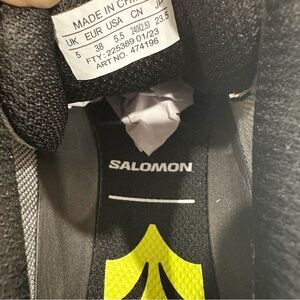 MADE IN CHINA
UK EUR USA CN JP
5 38 5.5 240(2.5) 23.5
FTY: 225369 01/23
ART NO: 474196
SALOMON